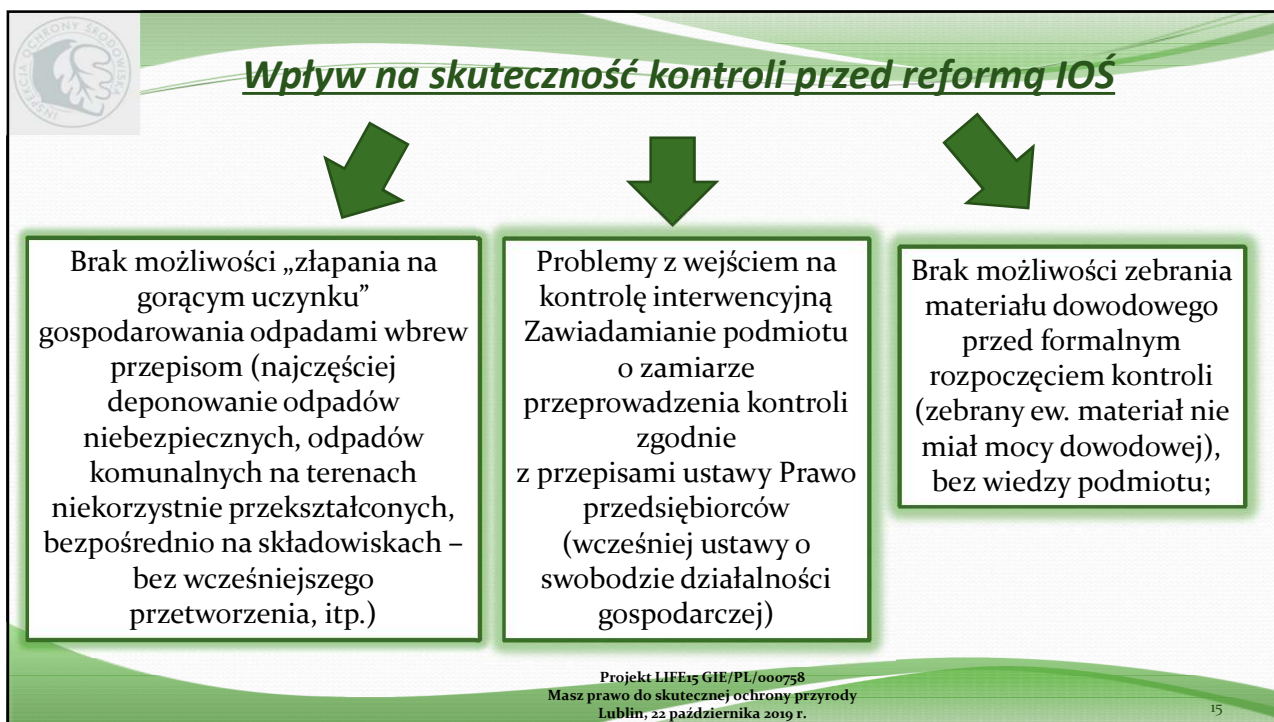 INSPEKCJA OCHRONY ŚRODOWISKA
Wpływ na skuteczność kontroli przed reformą IOŚ
Brak możliwości „złapania na
gorącym uczynku”
gospodarowania odpadami wbrew
przepisom (najczęściej
deponowanie odpadów
niebezpiecznych, odpadów
komunalnych na terenach
niekorzystnie przekształconych,
bezpośrednio na składowiskach –
bez wcześniejszego
przetworzenia, itp.)
Problemy z wejściem na
kontrolę interwencyjną
Zawiadamianie podmiotu
o zamiarze
przeprowadzenia kontroli
zgodnie
z przepisami ustawy Prawo
przedsiębiorców
(wcześniej ustawy o
swobodzie działalności
gospodarczej)
Brak możliwości zebrania
materiału dowodowego
przed formalnym
rozpoczęciem kontroli
(zebrany ew. materiał nie
miał mocy dowodowej),
bez wiedzy podmiotu;
Projekt LIFE15 GIE/PL/000758
Masz prawo do skutecznej ochrony przyrody
Lublin, 22 października 2019 r.
15